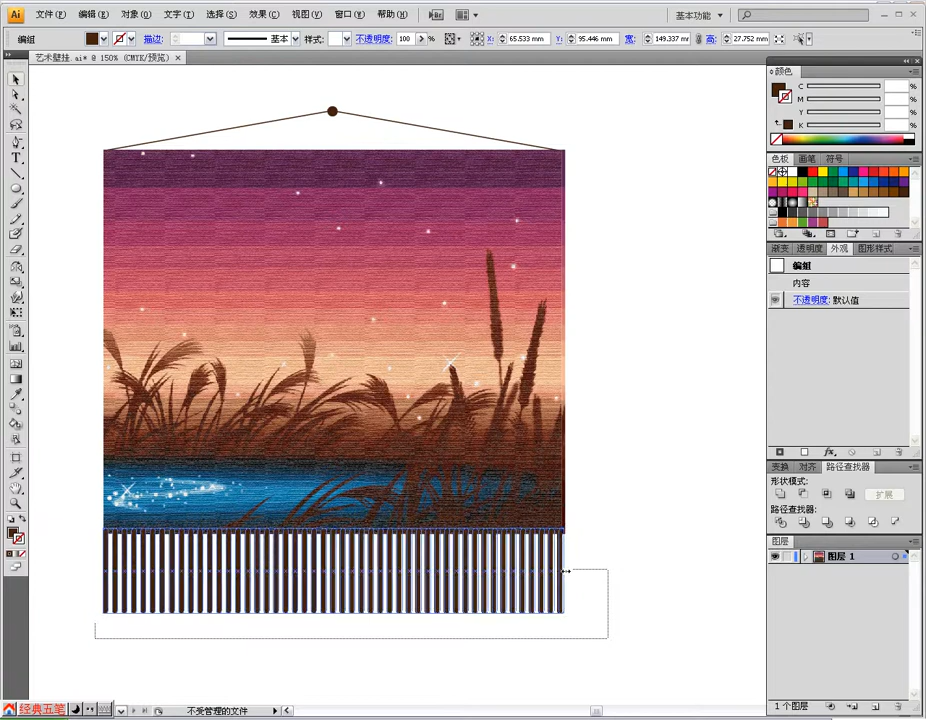 Ai 文件(F) 编辑(E) 对象(O) 文字(T) 选择(S) 效果(C) 视图(V) 窗口(W) 帮助(H) Br 基本功能
编组 描边: 基本 样式: 不透明度: 100 % X: 65.533 mm Y: 95.446 mm 宽: 149.337 mm 高: 27.752 mm
艺术壁挂.ai* @ 150% (CMYK/预览) ×
颜色
C %
M %
Y %
K %
色板 画笔 符号
渐变 透明度 外观 图形样式
编组
内容
不透明度: 默认值
fx
变换 对齐 路径查找器
形状模式:
扩展
路径查找器:
图层
图层 1
1 个图层
经典五笔 不受管理的文件